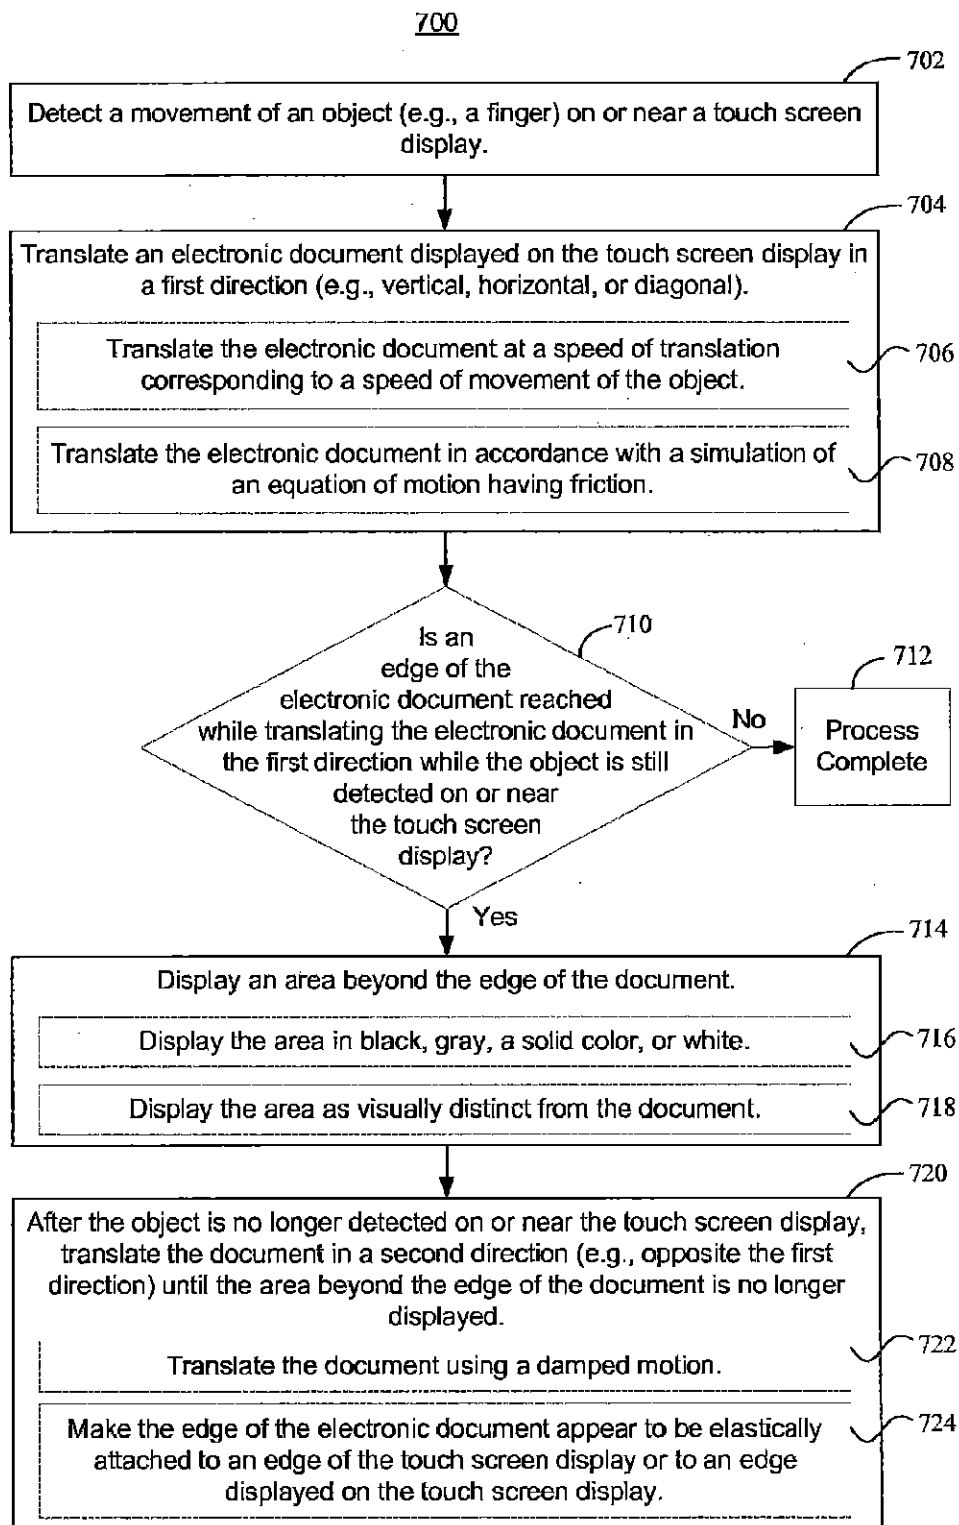 700
702
Detect a movement of an object (e.g., a finger) on or near a touch screen
display.
704
Translate an electronic document displayed on the touch screen display in
a first direction (e.g., vertical, horizontal, or diagonal).
Translate the electronic document at a speed of translation
corresponding to a speed of movement of the object.
706
Translate the electronic document in accordance with a simulation of
an equation of motion having friction.
708
710
Is an
edge of the
electronic document reached
while translating the electronic document in
the first direction while the object is still
detected on or near
the touch screen
display?
No
712
Process
Complete
Yes
714
Display an area beyond the edge of the document.
Display the area in black, gray, a solid color, or white.
716
Display the area as visually distinct from the document.
718
720
After the object is no longer detected on or near the touch screen display,
translate the document in a second direction (e.g., opposite the first
direction) until the area beyond the edge of the document is no longer
displayed.
Translate the document using a damped motion.
722
Make the edge of the electronic document appear to be elastically
attached to an edge of the touch screen display or to an edge
displayed on the touch screen display.
724